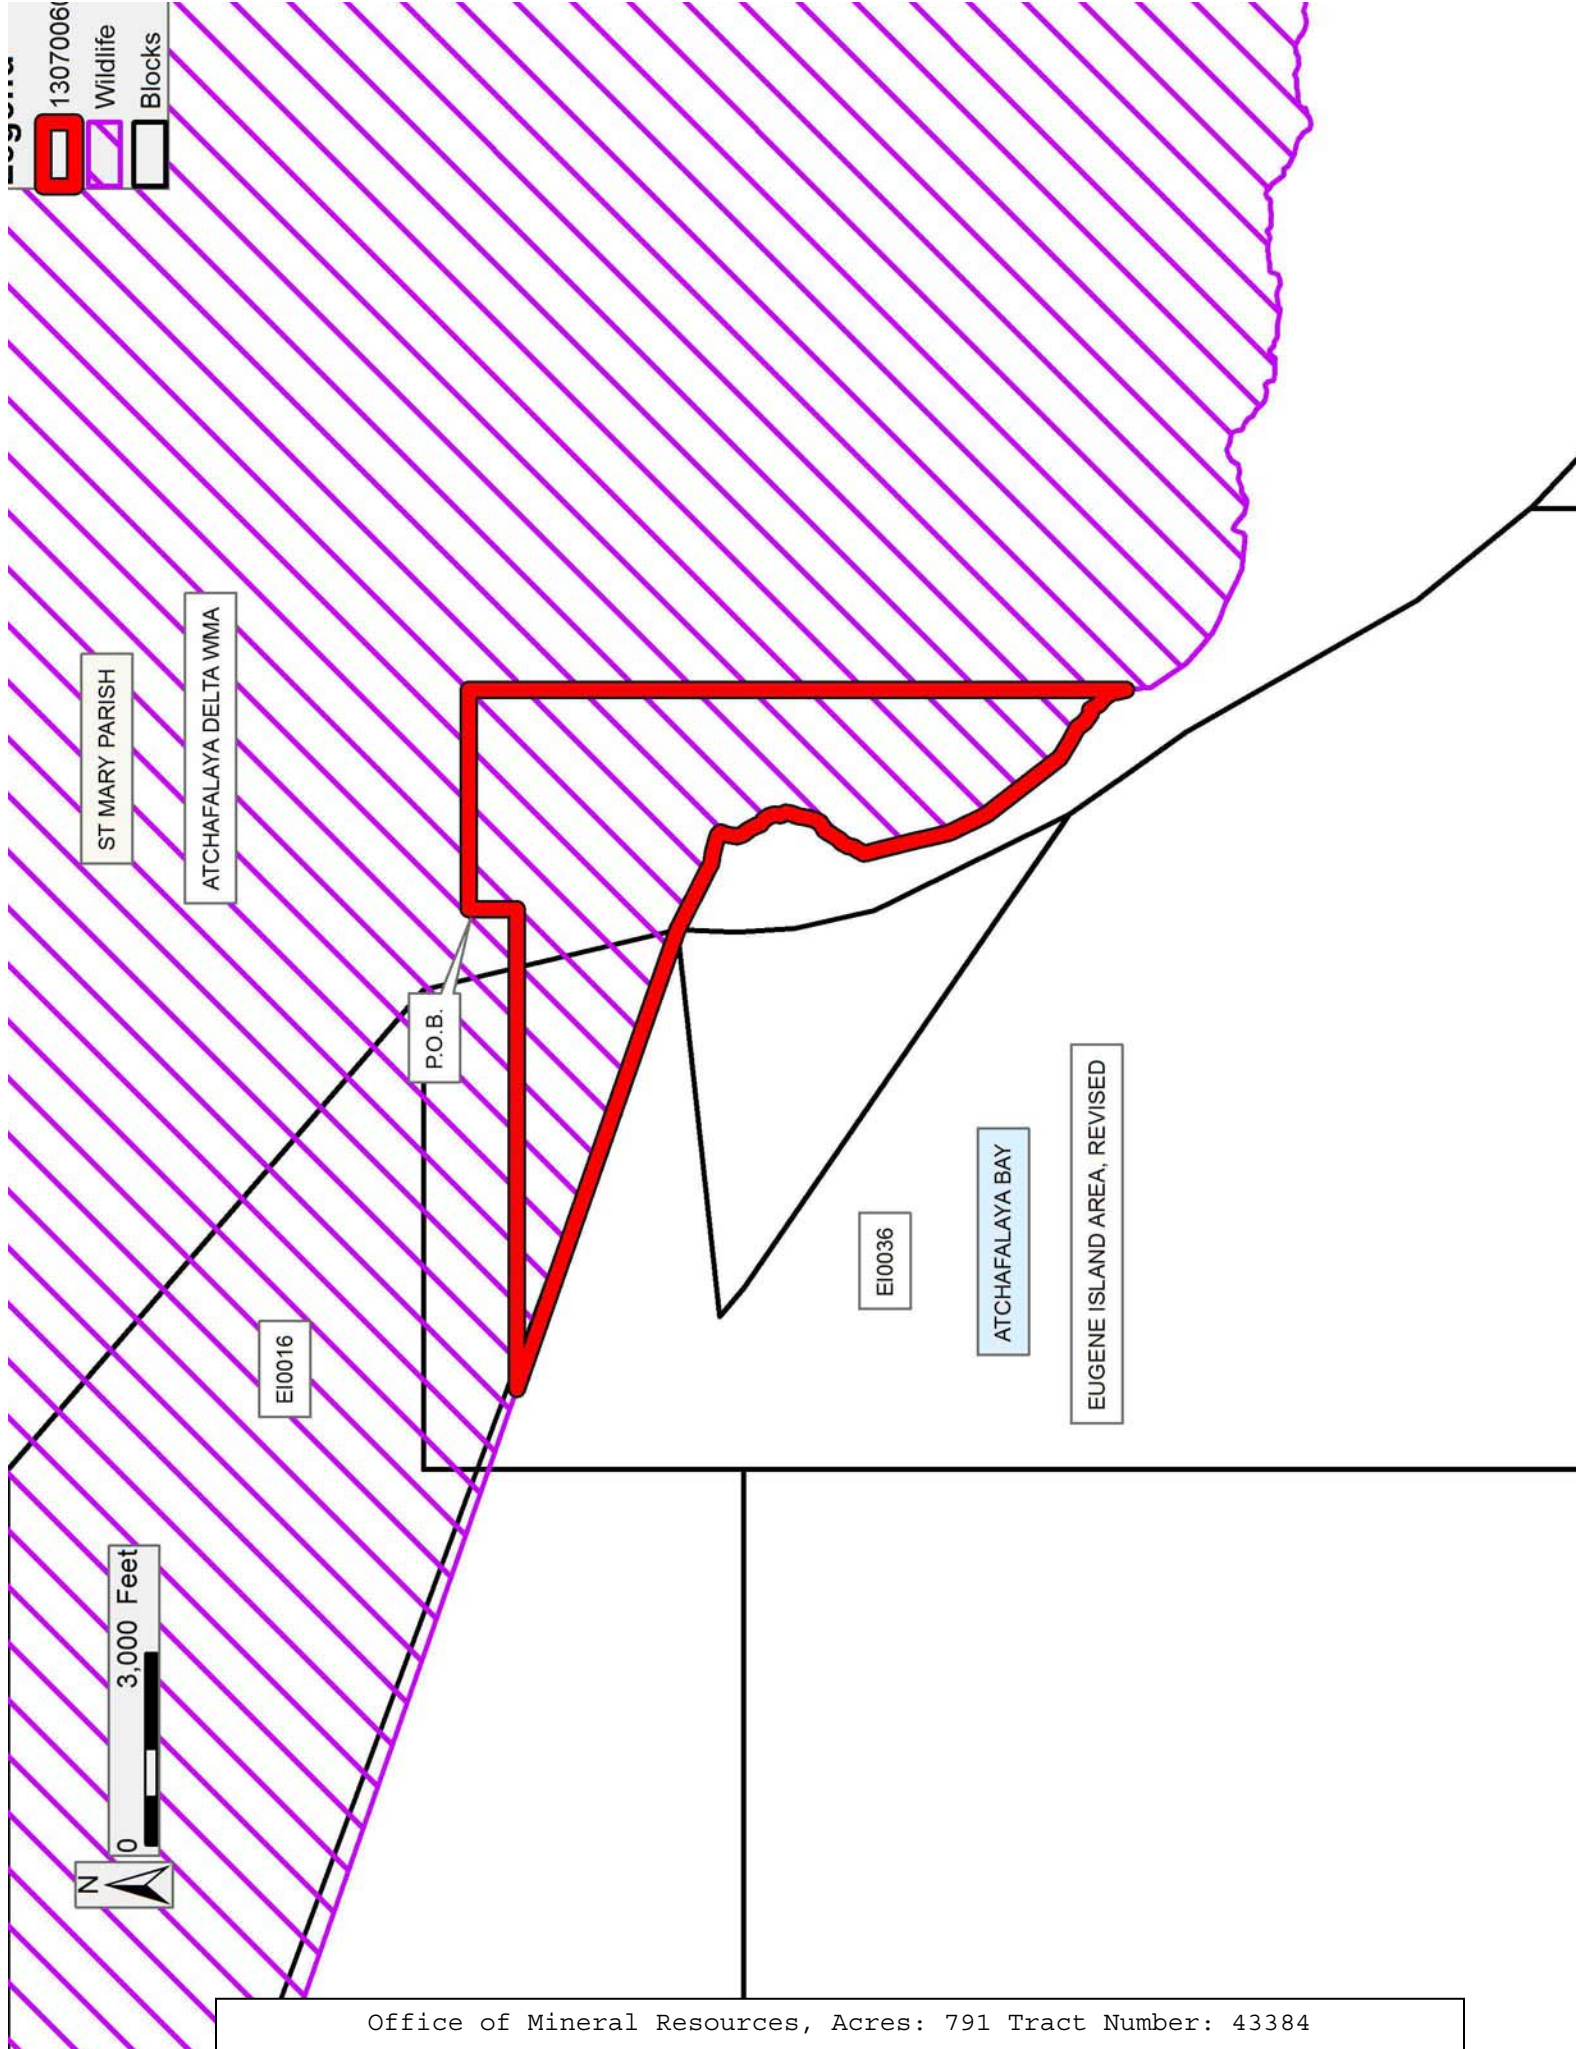 13070060
Wildlife
Blocks
ST MARY PARISH
ATCHAFALAYA DELTA WMA
P.O.B.
EI0016
EI0036
ATCHAFALAYA BAY
EUGENE ISLAND AREA, REVISED
0 3,000 Feet
N
Office of Mineral Resources, Acres: 791 Tract Number: 43384